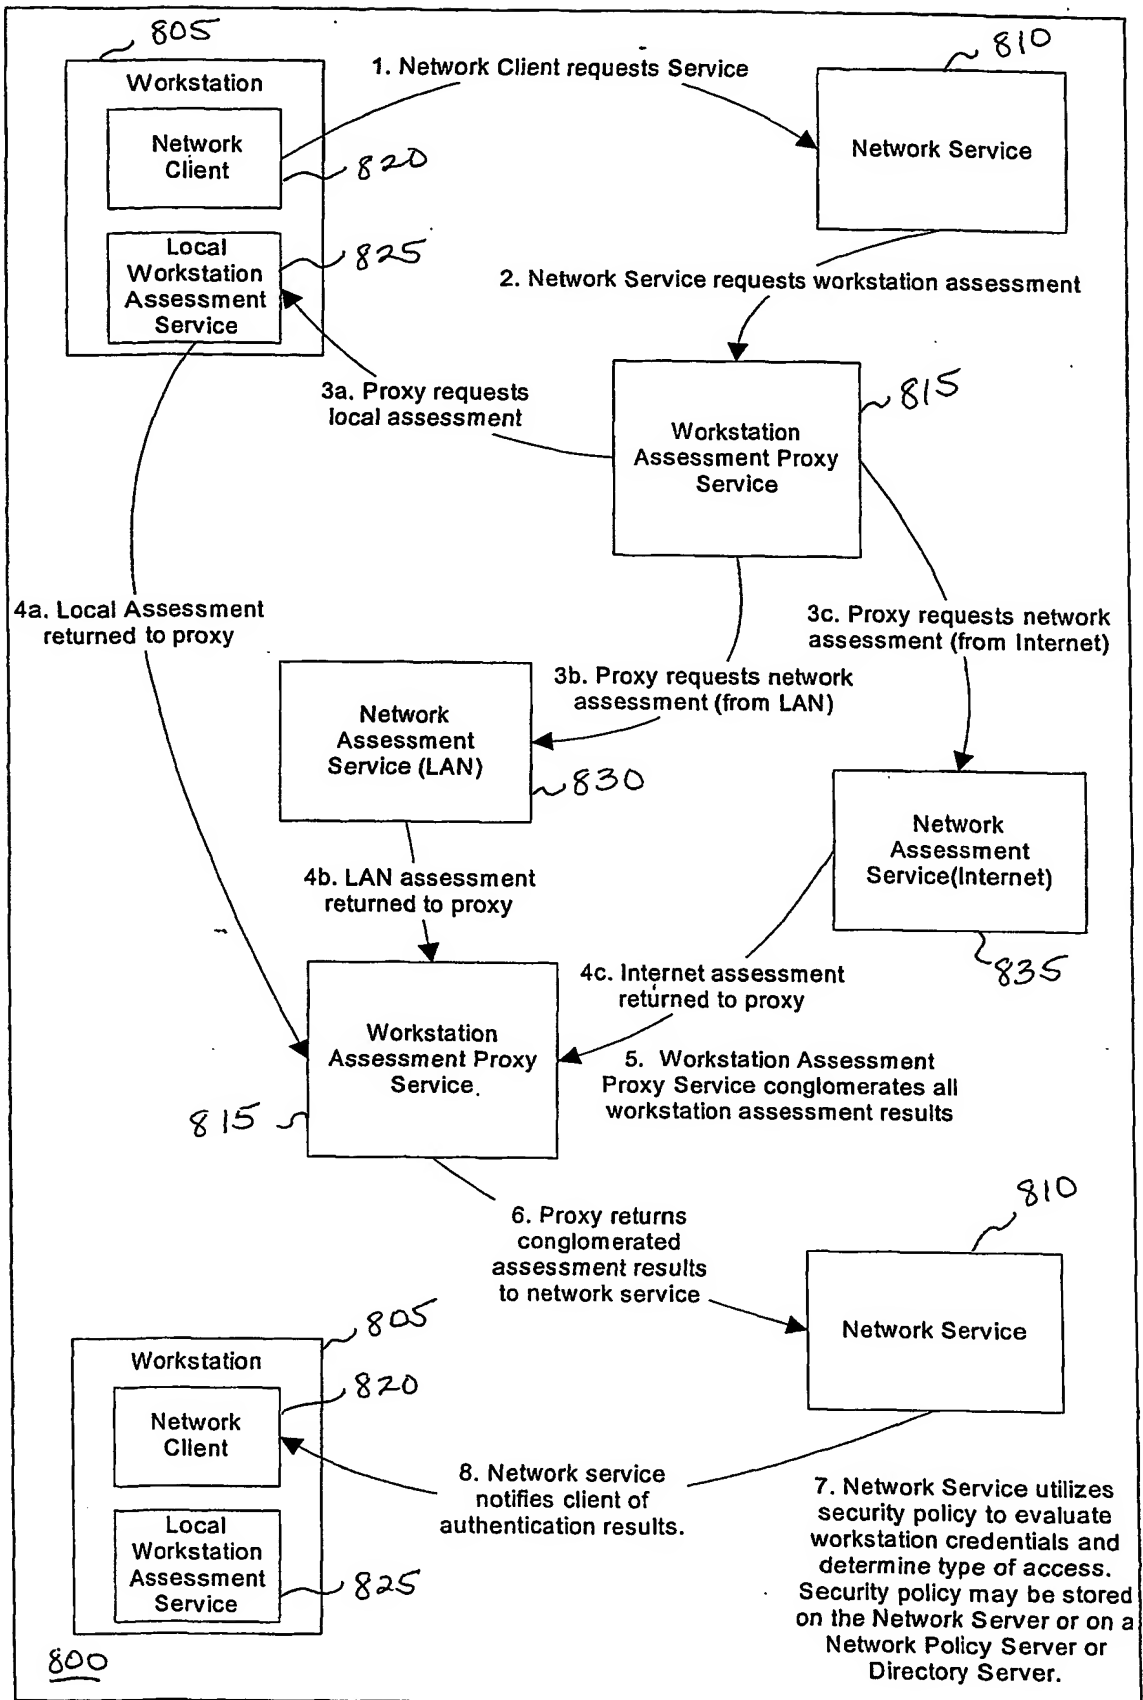 805
Workstation
Network
Client
820
Local
Workstation
Assessment
Service
825
1. Network Client requests Service
810
Network Service
2. Network Service requests workstation assessment
3a. Proxy requests
local assessment
Workstation
Assessment Proxy
Service
815
4a. Local Assessment
returned to proxy
3b. Proxy requests network
assessment (from LAN)
3c. Proxy requests network
assessment (from Internet)
Network
Assessment
Service (LAN)
830
Network
Assessment
Service(Internet)
835
4b. LAN assessment
returned to proxy
4c. Internet assessment
returned to proxy
Workstation
Assessment Proxy
Service.
815
5. Workstation Assessment
Proxy Service conglomerates all
workstation assessment results
6. Proxy returns
conglomerated
assessment results
to network service
810
Network Service
805
Workstation
Network
Client
820
Local
Workstation
Assessment
Service
825
8. Network service
notifies client of
authentication results.
7. Network Service utilizes
security policy to evaluate
workstation credentials and
determine type of access.
Security policy may be stored
on the Network Server or on a
Network Policy Server or
Directory Server.
800